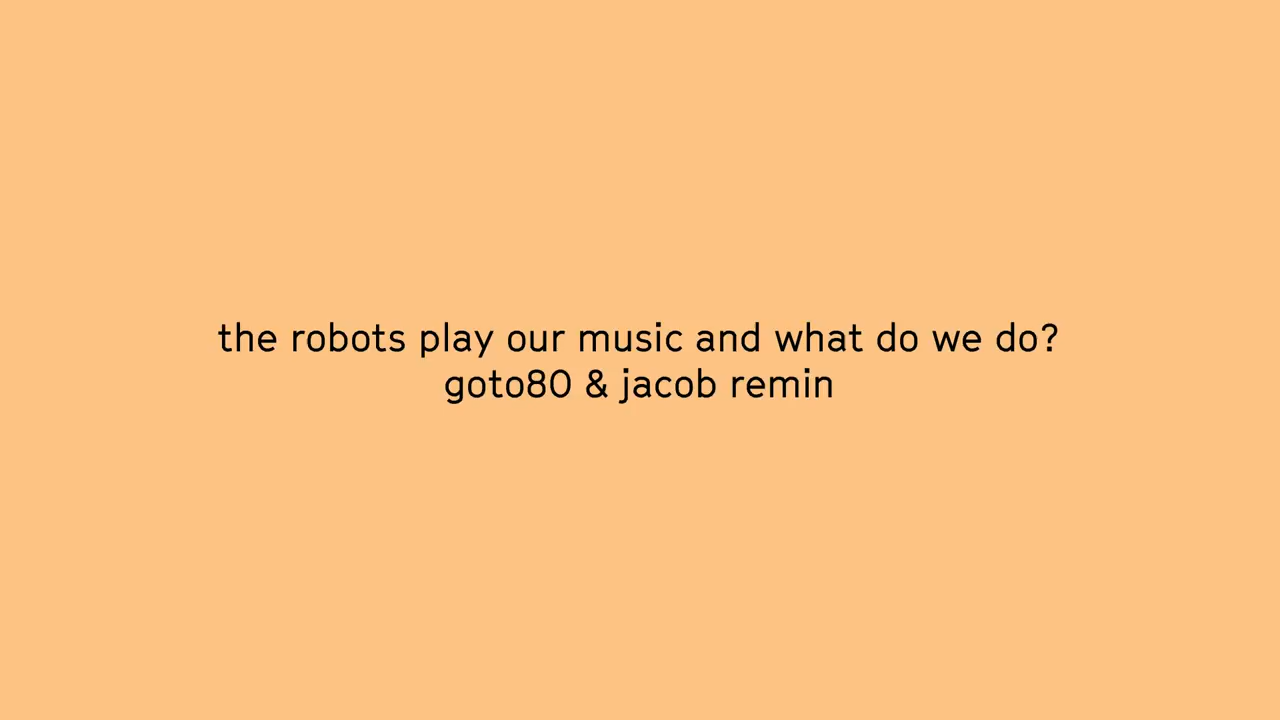 the robots play our music and what do we do?
goto80 & jacob remin